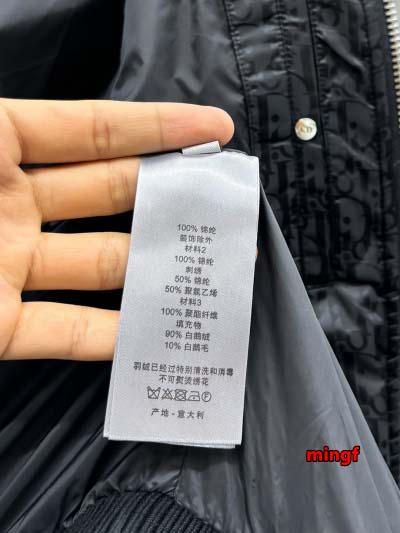 CD
100% 锦纶
装饰除外
材料2
100% 锦纶
刺绣
50% 锦纶
50% 聚氨乙烯
材料3
100% 聚酯纤维
填充物
90% 白鹅绒
10% 白鹅毛
羽绒已经过特别清洗和消毒
不可熨烫绣花
产地 - 意大利
mingf